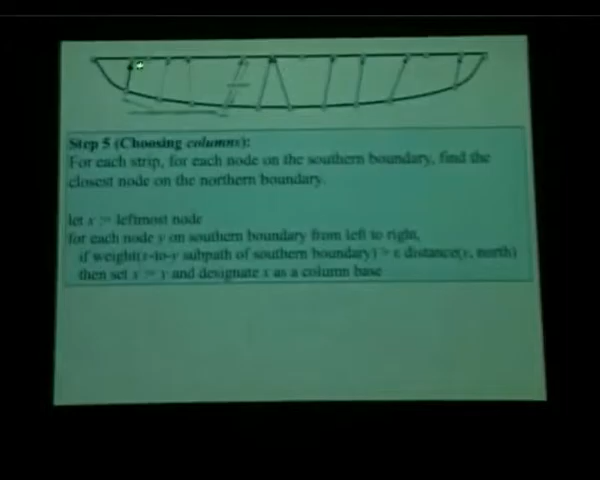 Step 5 (Choosing columns):
For each strip, for each node on the southern boundary, find the
closest node on the northern boundary.
let x := leftmost node
for each node y on southern boundary from left to right,
if weight(x-to-y subpath of southern boundary) > ε distance(y, north)
then set x := y and designate x as a column base